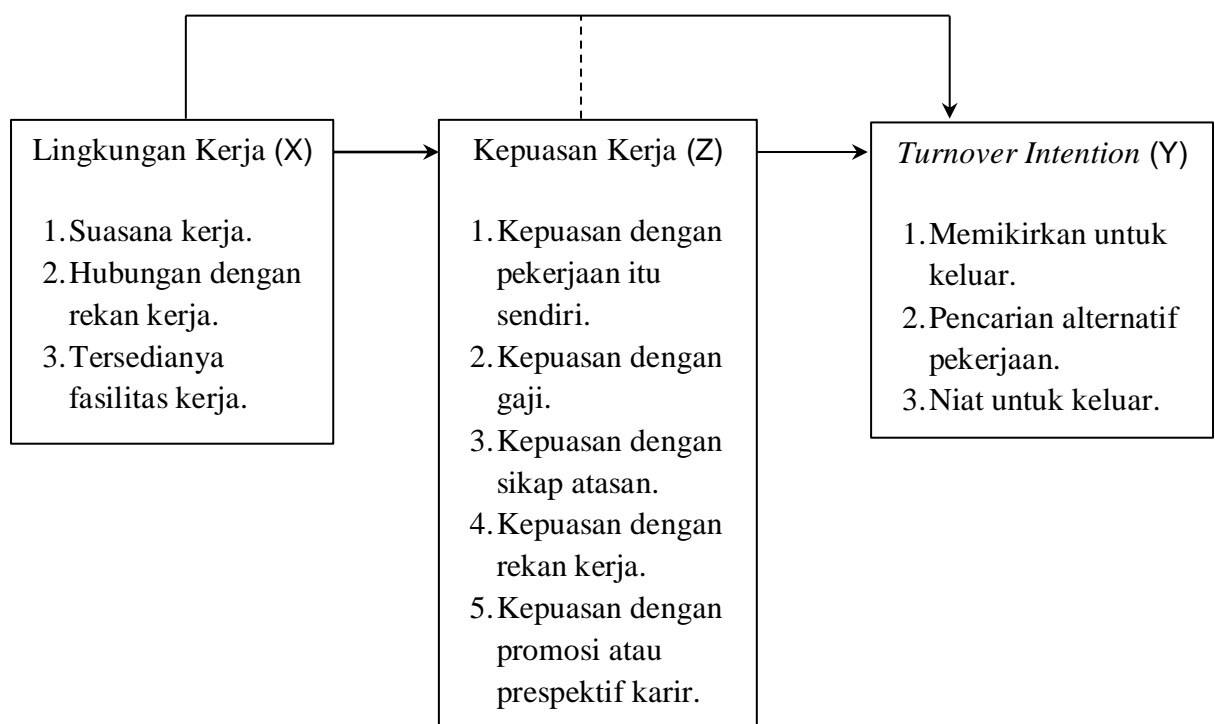 Lingkungan Kerja (X)
1. Suasana kerja.
2. Hubungan dengan
rekan kerja.
3. Tersedianya
fasilitas kerja.
Kepuasan Kerja (Z)
1. Kepuasan dengan
pekerjaan itu
sendiri.
2. Kepuasan dengan
gaji.
3. Kepuasan dengan
sikap atasan.
4. Kepuasan dengan
rekan kerja.
5. Kepuasan dengan
promosi atau
prespektif karir.
Turnover Intention (Y)
1. Memikirkan untuk
keluar.
2. Pencarian alternatif
pekerjaan.
3. Niat untuk keluar.